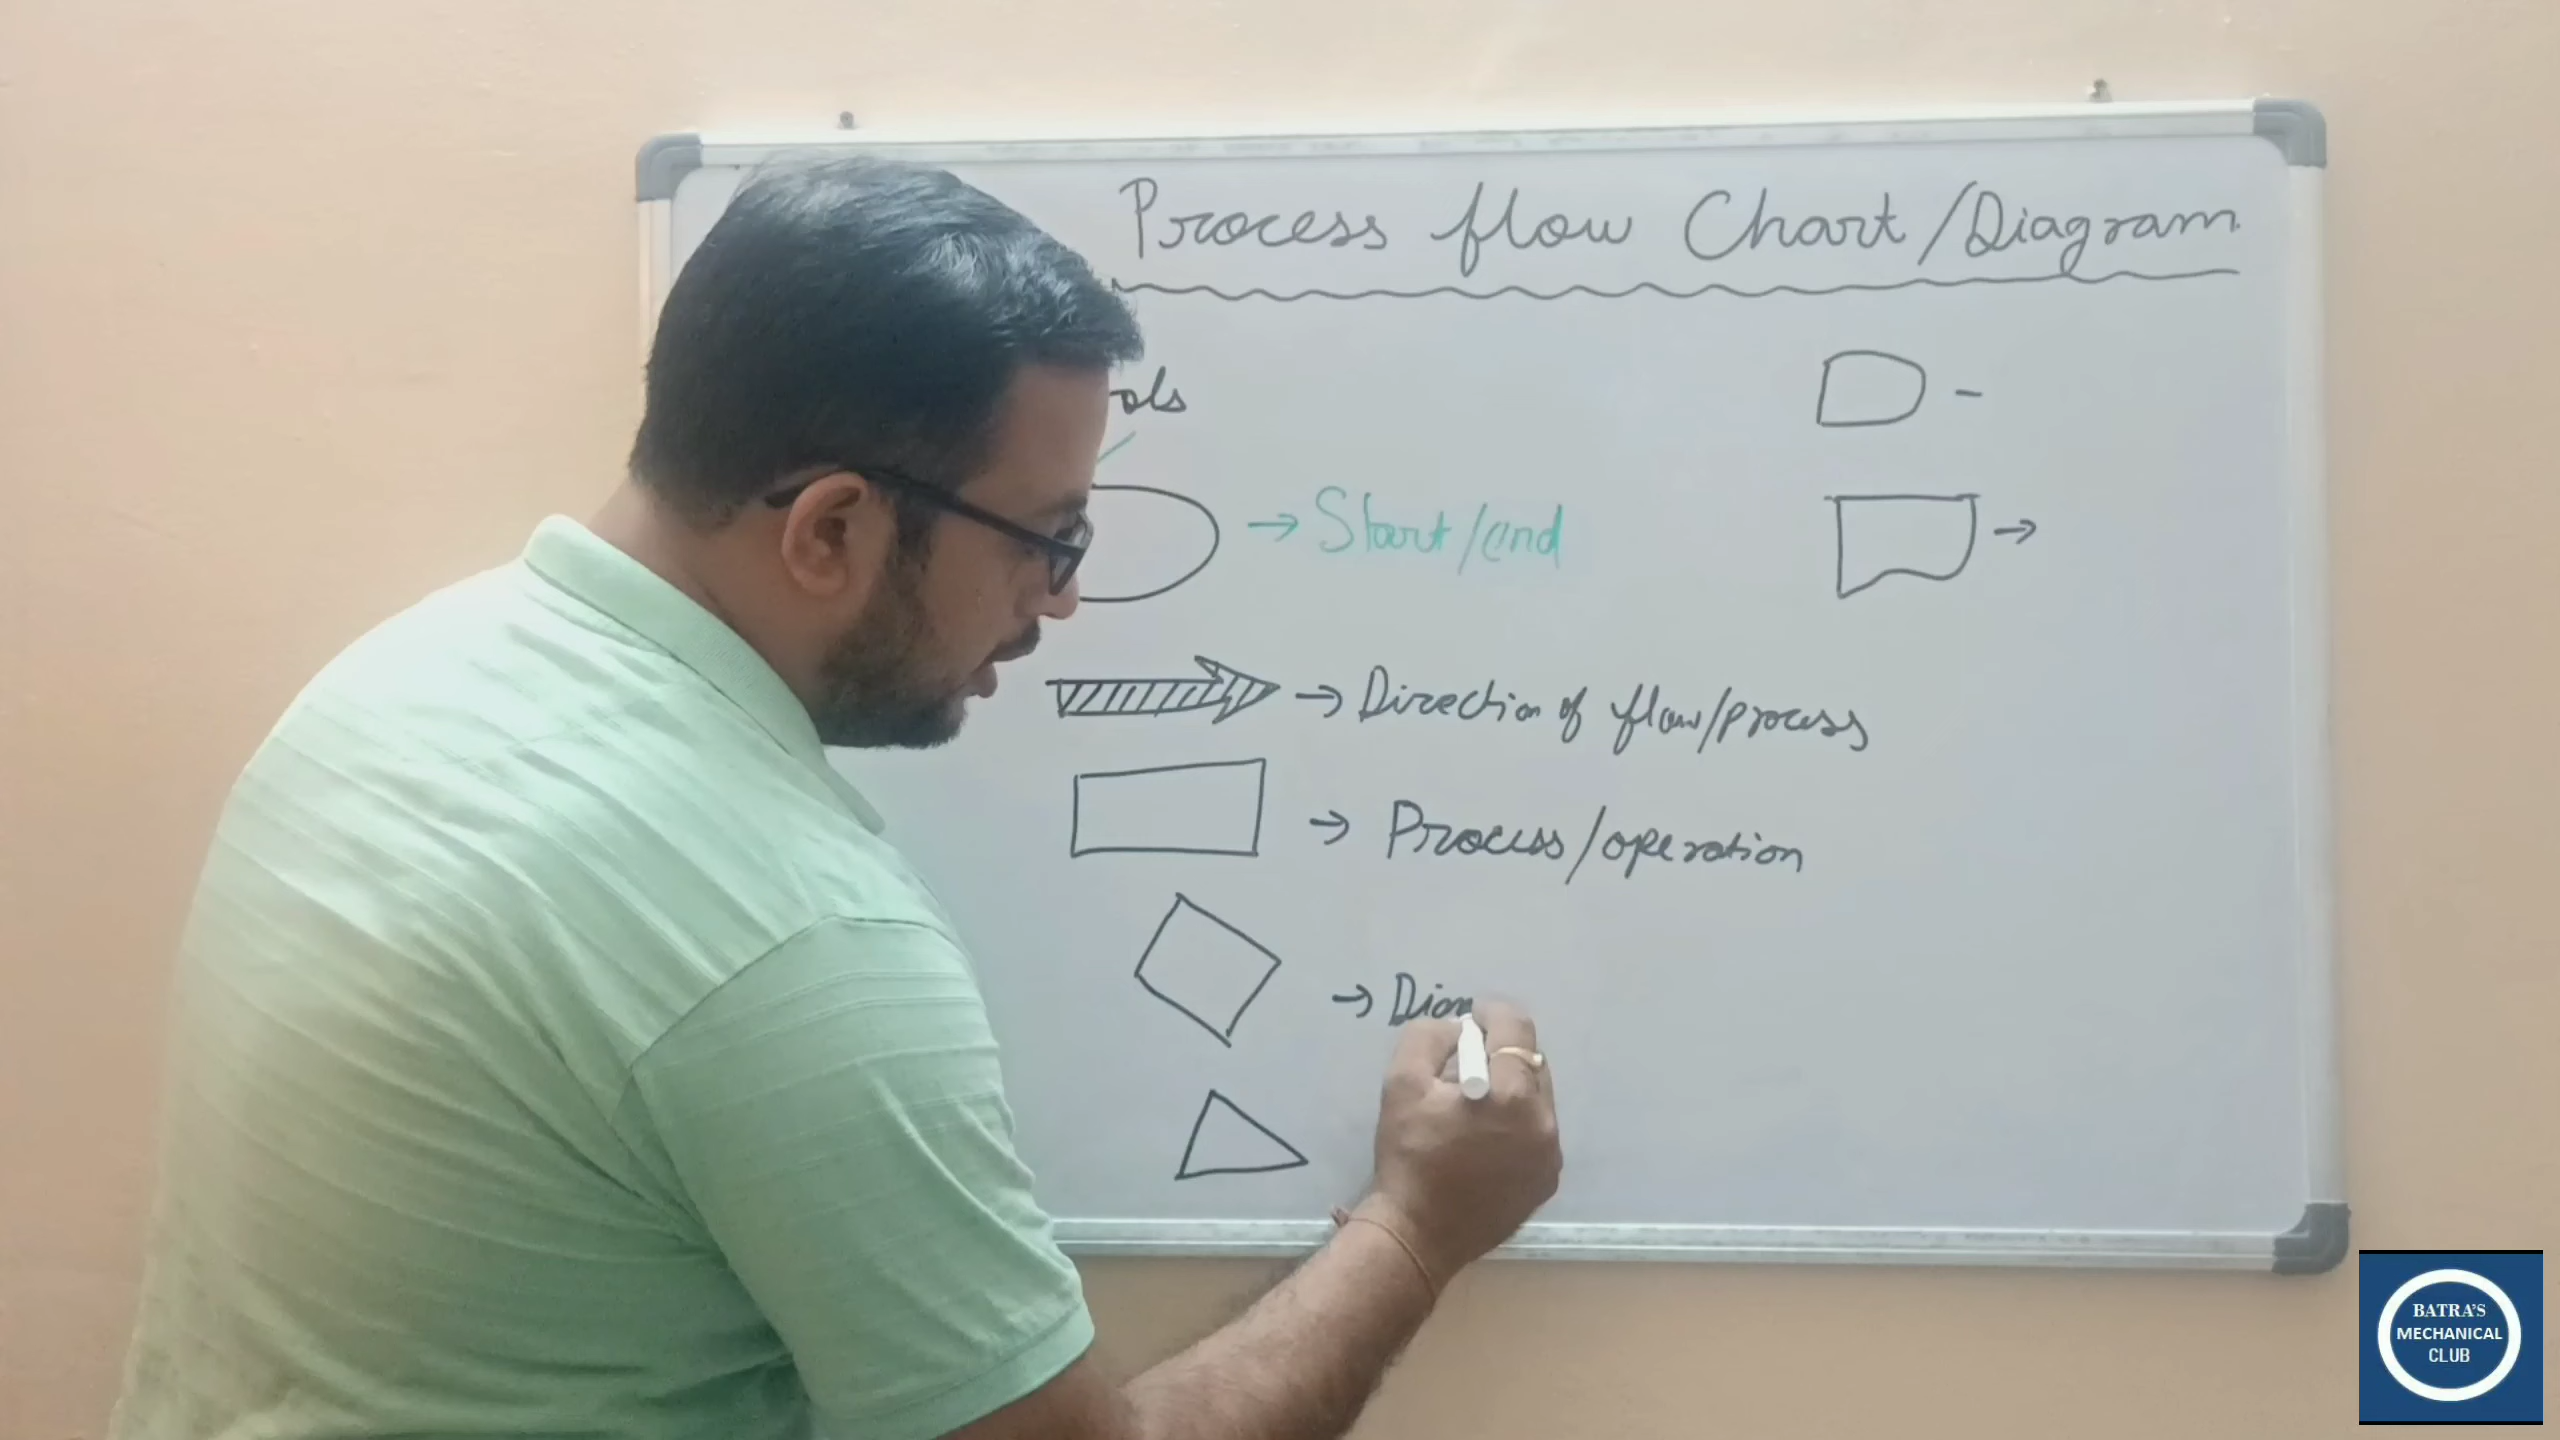 Process flow Chart/Diagram
ols
→ Start/end
→ Direction of flow/process
→ Process/operation
→ Diam
BATRA'S
MECHANICAL
CLUB